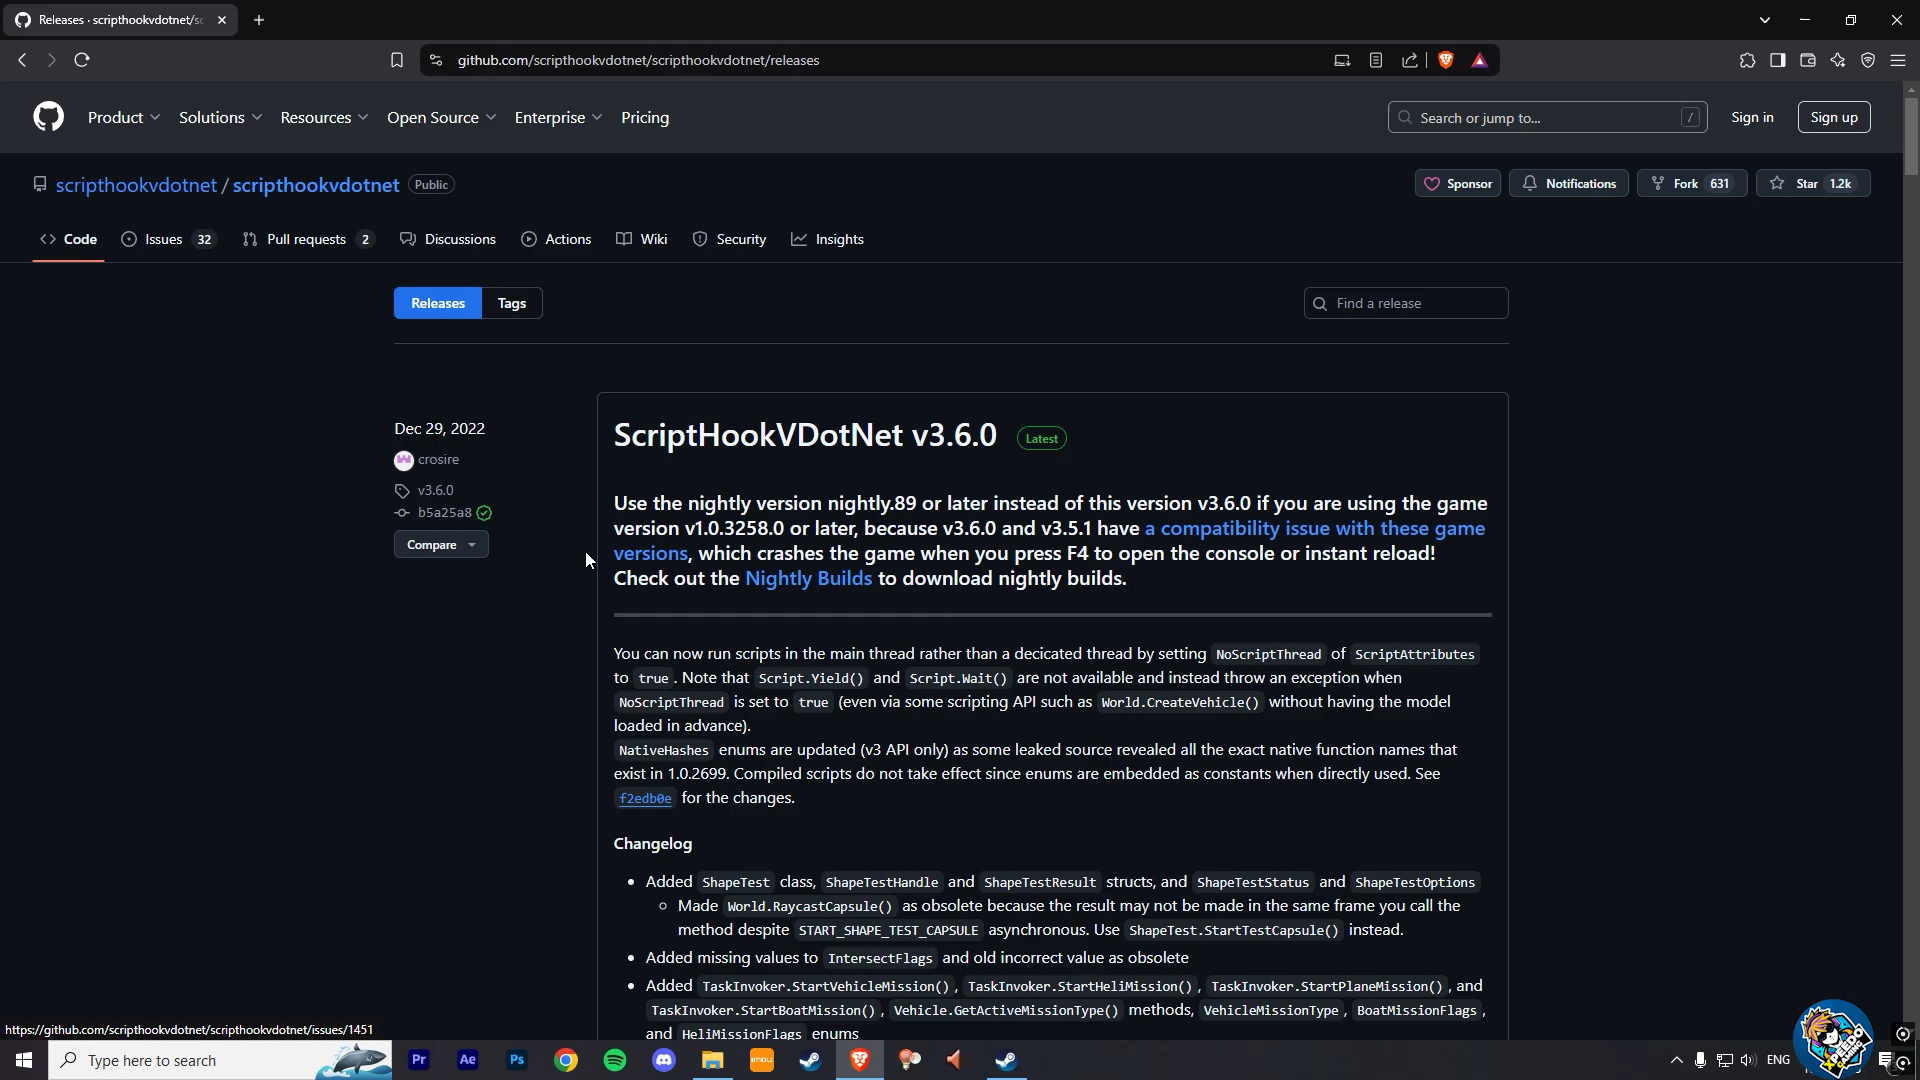 Releases · scripthookvdotnet/sc
github.com/scripthookvdotnet/scripthookvdotnet/releases
Product
Solutions
Resources
Open Source
Enterprise
Pricing
Search or jump to...
/
Sign in
Sign up
scripthookvdotnet / scripthookvdotnet
Public
Sponsor
Notifications
Fork 631
Star 1.2k
Code
Issues 32
Pull requests 2
Discussions
Actions
Wiki
Security
Insights
Releases
Tags
Find a release
Dec 29, 2022
crosire
v3.6.0
b5a25a8
Compare
ScriptHookVDotNet v3.6.0
Latest
Use the nightly version nightly.89 or later instead of this version v3.6.0 if you are using the game
version v1.0.3258.0 or later, because v3.6.0 and v3.5.1 have a compatibility issue with these game
versions, which crashes the game when you press F4 to open the console or instant reload!
Check out the Nightly Builds to download nightly builds.
You can now run scripts in the main thread rather than a decicated thread by setting NoScriptThread of ScriptAttributes
to true . Note that Script.Yield() and Script.Wait() are not available and instead throw an exception when
NoScriptThread is set to true (even via some scripting API such as World.CreateVehicle() without having the model
loaded in advance).
NativeHashes enums are updated (v3 API only) as some leaked source revealed all the exact native function names that
exist in 1.0.2699. Compiled scripts do not take effect since enums are embedded as constants when directly used. See
f2edb0e for the changes.
Changelog
Added ShapeTest class, ShapeTestHandle and ShapeTestResult structs, and ShapeTestStatus and ShapeTestOptions
Made World.RaycastCapsule() as obsolete because the result may not be made in the same frame you call the
method despite START_SHAPE_TEST_CAPSULE asynchronous. Use ShapeTest.StartTestCapsule() instead.
Added missing values to IntersectFlags and old incorrect value as obsolete
Added TaskInvoker.StartVehicleMission() , TaskInvoker.StartHeliMission() , TaskInvoker.StartPlaneMission() , and
TaskInvoker.StartBoatMission() , Vehicle.GetActiveMissionType() methods, VehicleMissionType , BoatMissionFlags ,
and HeliMissionFlags enums
https://github.com/scripthookvdotnet/scripthookvdotnet/issues/1451
Type here to search
Pr
Ae
Ps
imou
ENG
XPEEDO
GAMING